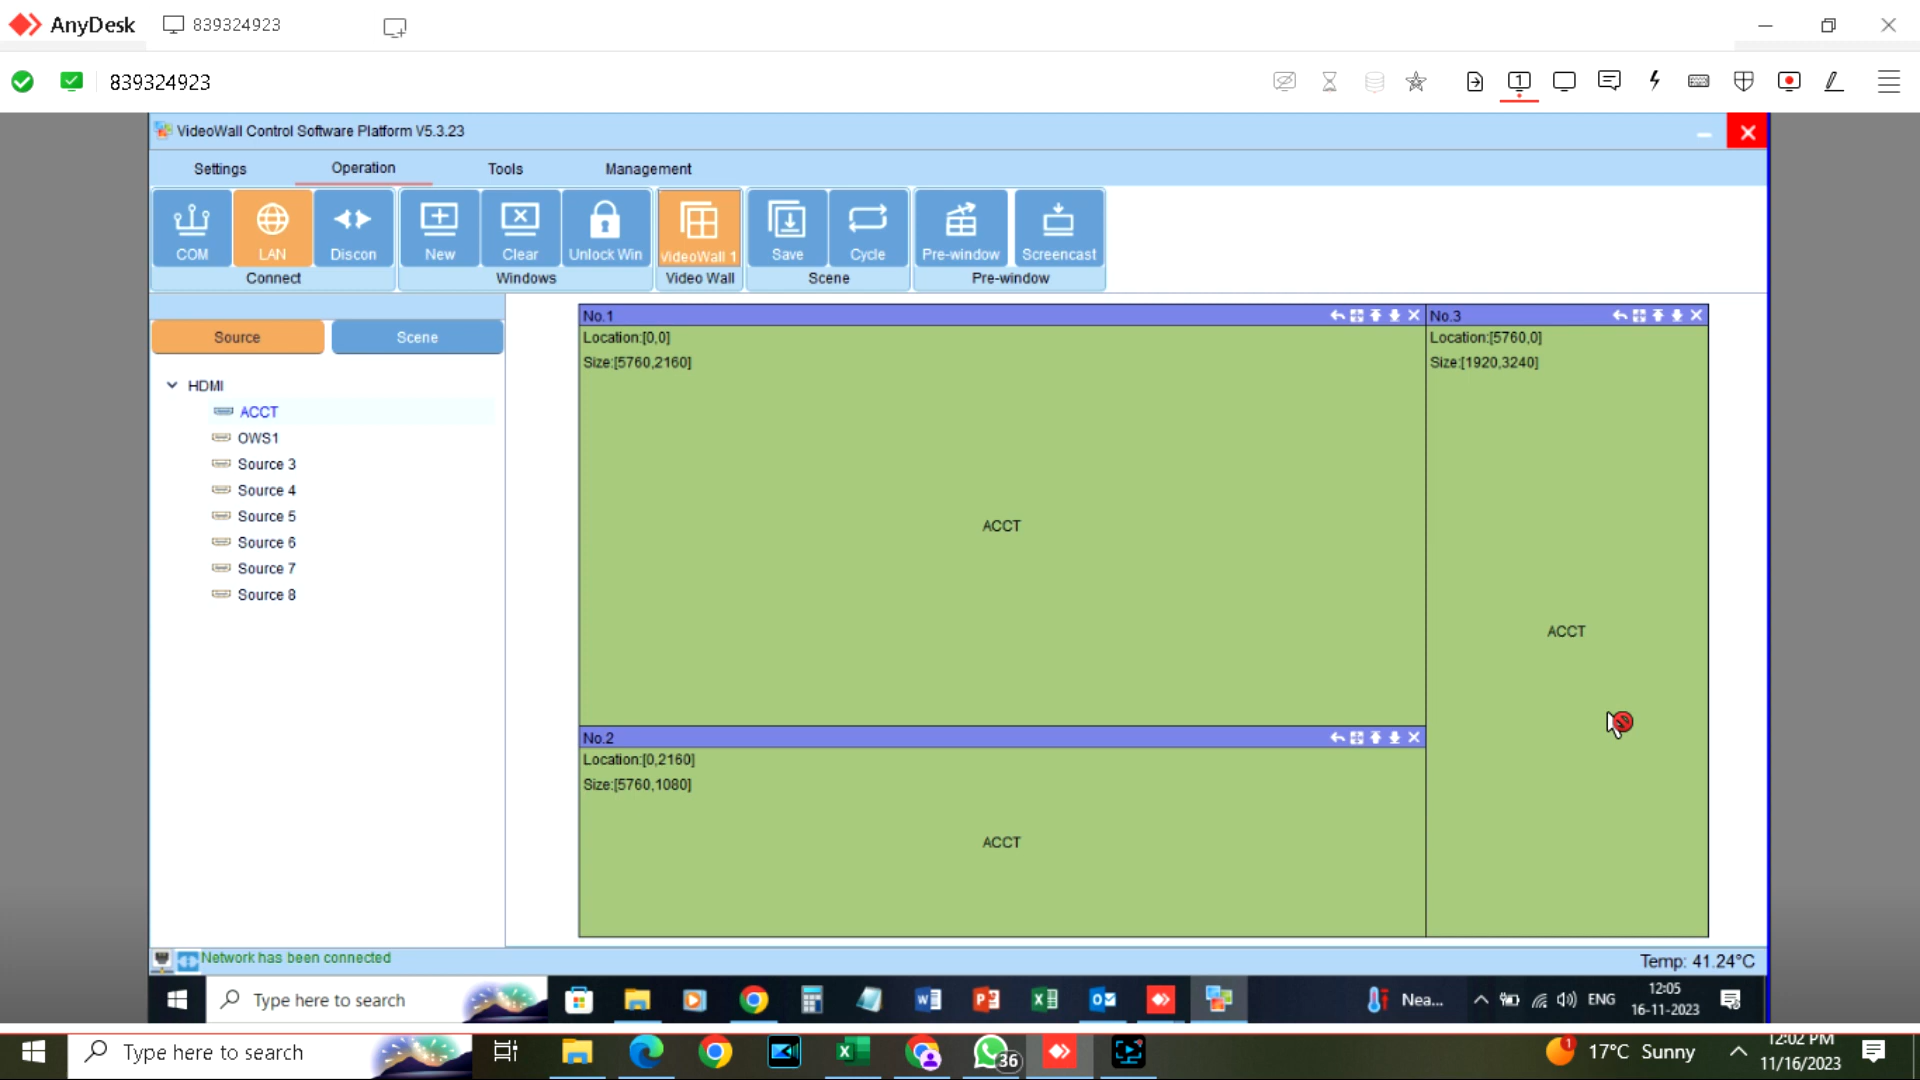 AnyDesk 839324923
839324923
VideoWall Control Software Platform V5.3.23
Settings Operation Tools Management
COM LAN Discon New Clear Unlock Win VideoWall 1 Save Cycle Pre-window Screencast
Connect Windows Video Wall Scene Pre-window
Source Scene
HDMI
ACCT
OWS1
Source 3
Source 4
Source 5
Source 6
Source 7
Source 8
No.1
Location:[0,0]
Size:[5760,2160]
ACCT
No.3
Location:[5760,0]
Size:[1920,3240]
ACCT
No.2
Location:[0,2160]
Size:[5760,1080]
ACCT
Network has been connected
Temp: 41.24°C
Type here to search
Nea...
ENG
12:05
16-11-2023
Type here to search
36
1
17°C Sunny
12:02 PM
11/16/2023